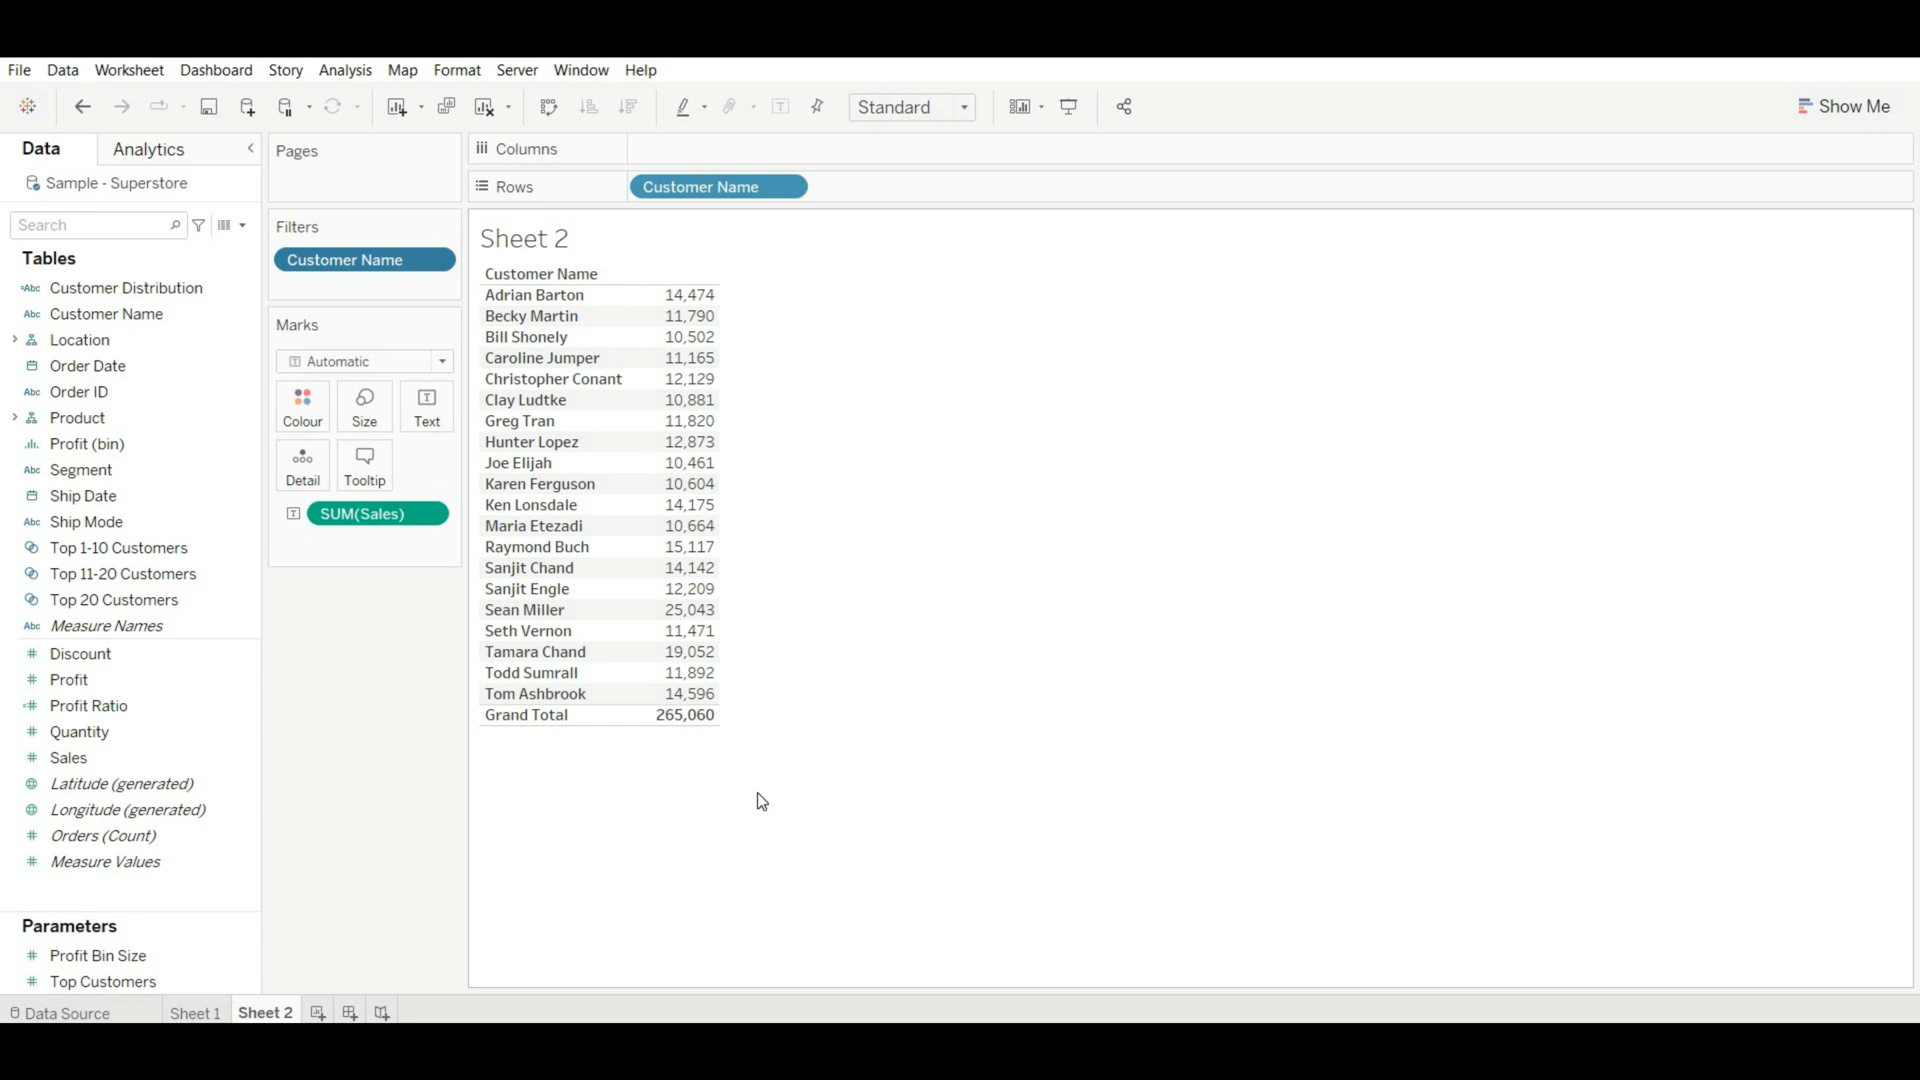 File Data Worksheet Dashboard Story Analysis Map Format Server Window Help
Standard
Show Me
Data Analytics
Sample - Superstore
Search
Tables
Abc Customer Distribution
Abc Customer Name
Location
Order Date
Abc Order ID
Product
Profit (bin)
Abc Segment
Ship Date
Abc Ship Mode
Top 1-10 Customers
Top 11-20 Customers
Top 20 Customers
Abc Measure Names
Discount
Profit
Profit Ratio
Quantity
Sales
Latitude (generated)
Longitude (generated)
Orders (Count)
Measure Values
Parameters
Profit Bin Size
Top Customers
Pages
Filters
Customer Name
Marks
Automatic
Colour Size Text
Detail Tooltip
SUM(Sales)
Columns
Rows Customer Name
Sheet 2
Customer Name
Adrian Barton 14,474
Becky Martin 11,790
Bill Shonely 10,502
Caroline Jumper 11,165
Christopher Conant 12,129
Clay Ludtke 10,881
Greg Tran 11,820
Hunter Lopez 12,873
Joe Elijah 10,461
Karen Ferguson 10,604
Ken Lonsdale 14,175
Maria Etezadi 10,664
Raymond Buch 15,117
Sanjit Chand 14,142
Sanjit Engle 12,209
Sean Miller 25,043
Seth Vernon 11,471
Tamara Chand 19,052
Todd Sumrall 11,892
Tom Ashbrook 14,596
Grand Total 265,060
Data Source Sheet 1 Sheet 2